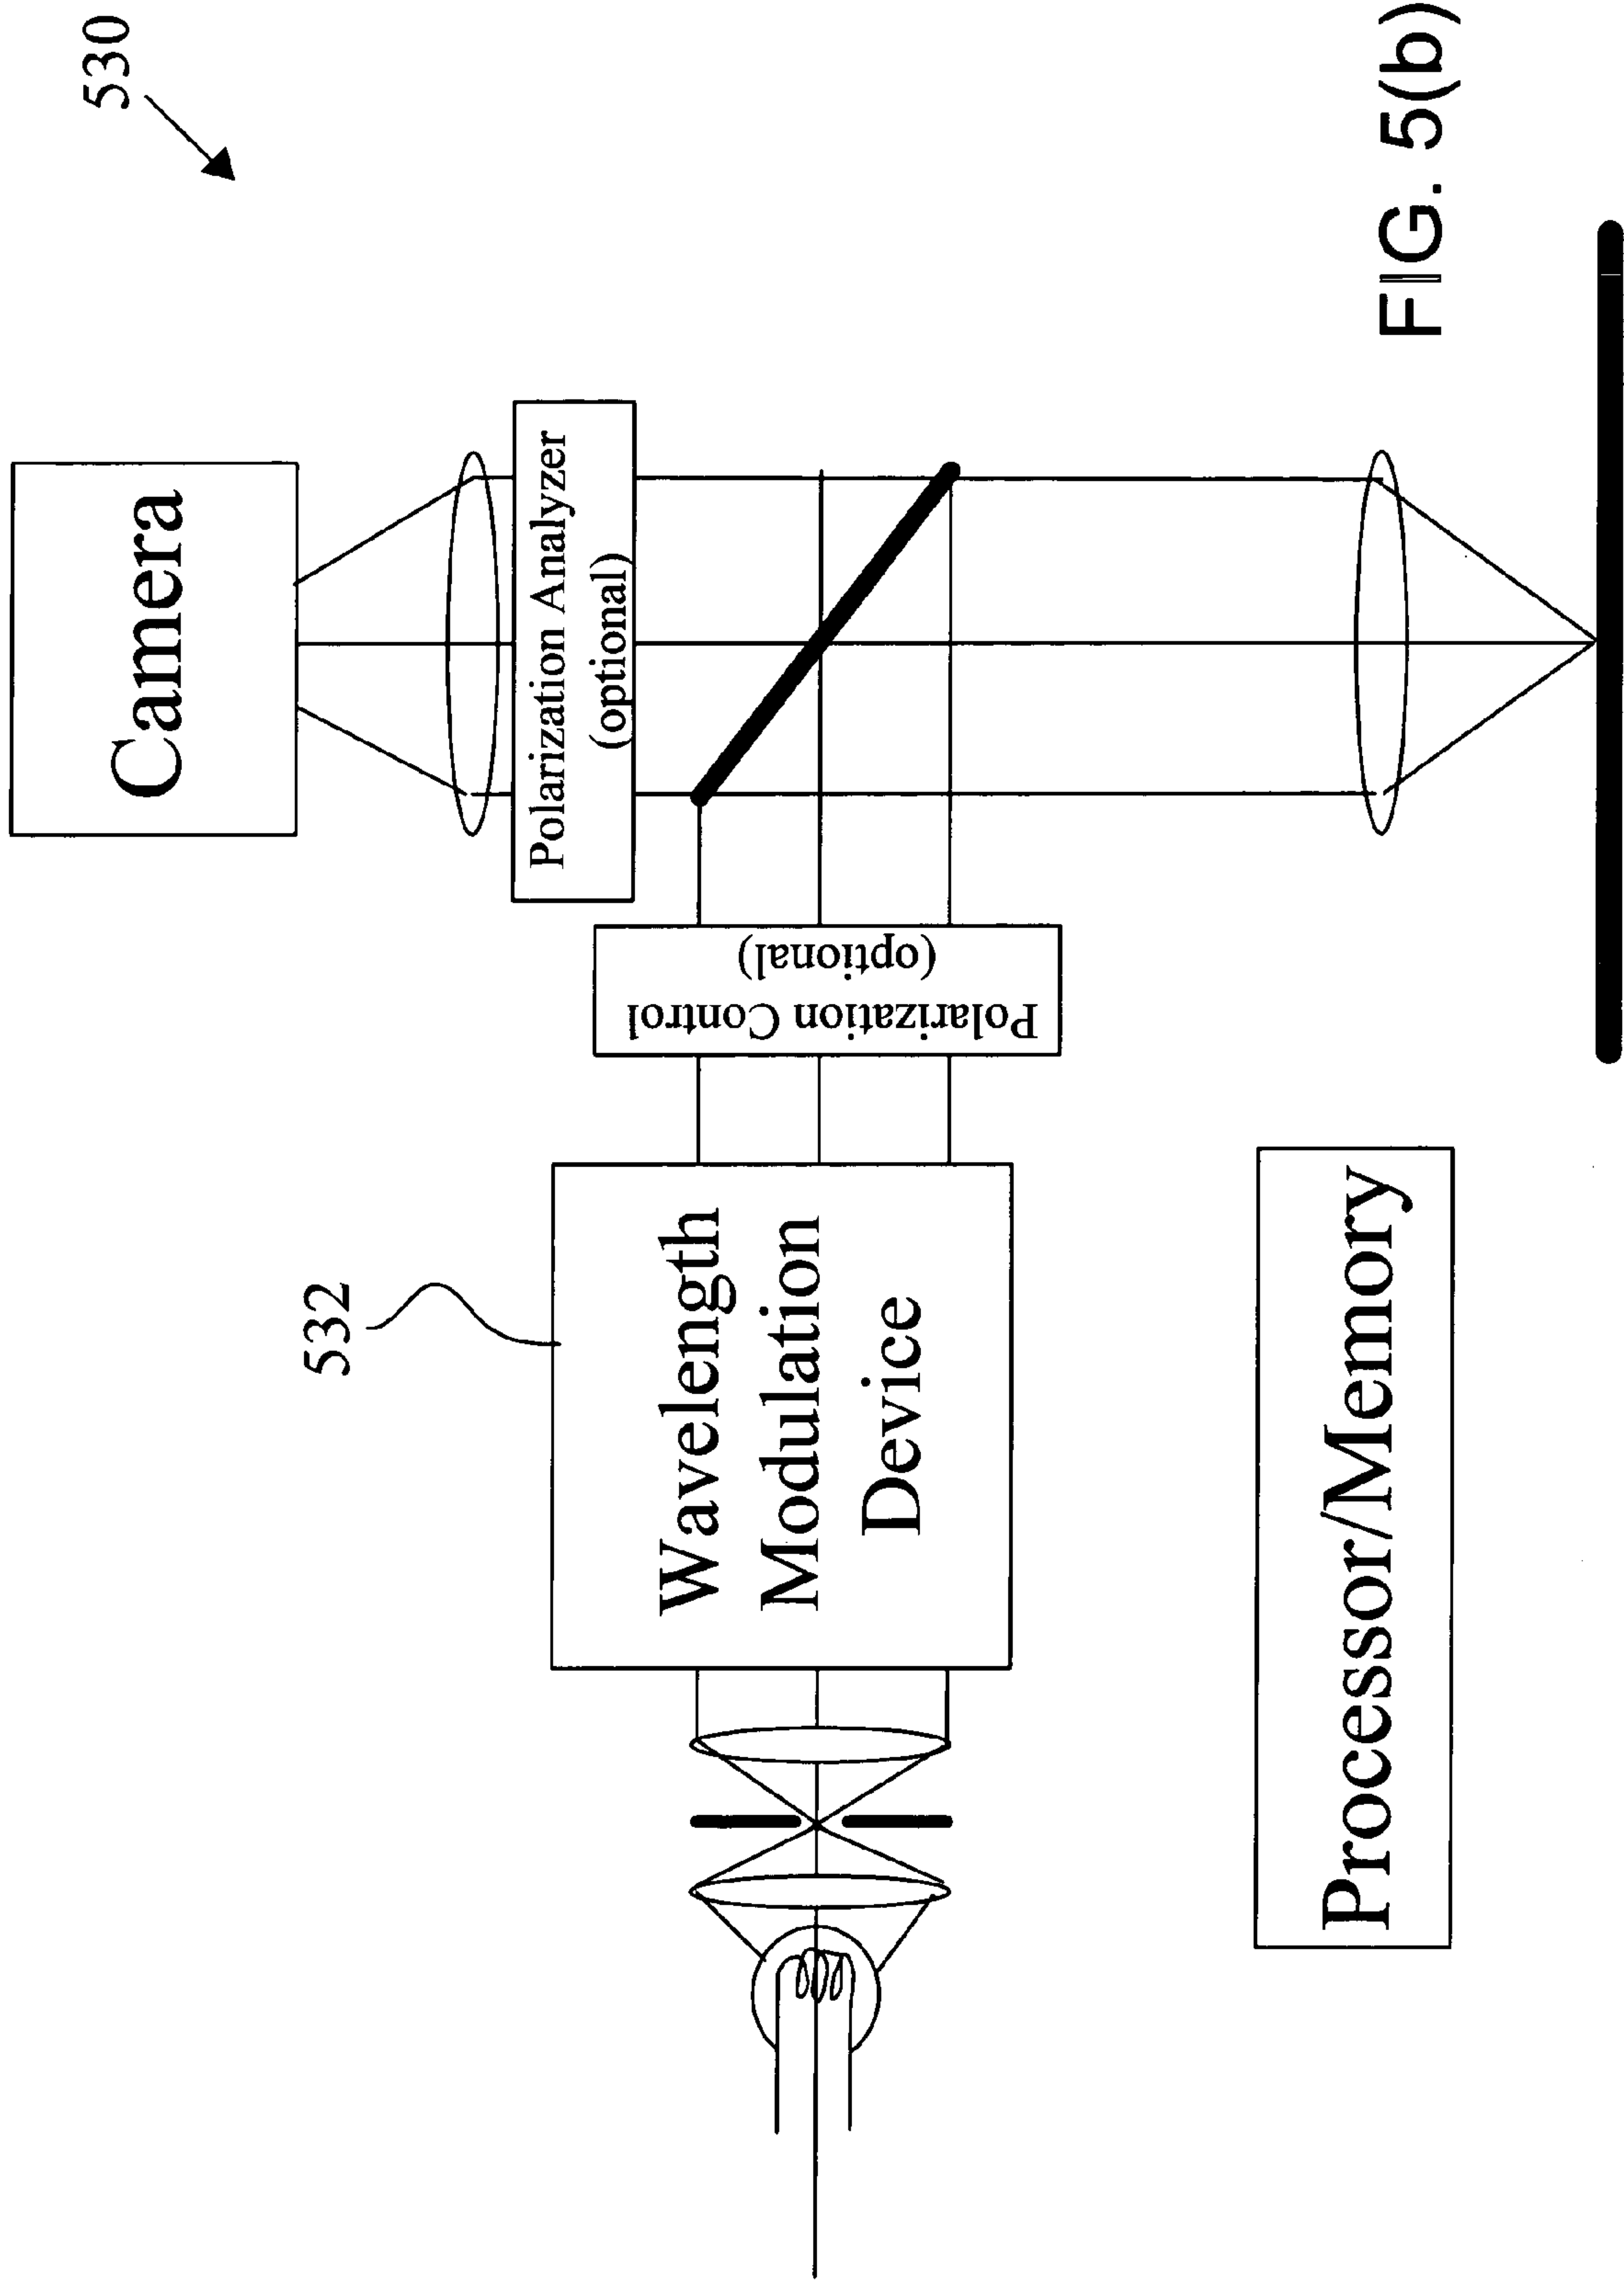 530
Camera
Polarization Analyzer
(optional)
Polarization Control
(optional)
532
Wavelength
Modulation
Device
Processor/Memory
FIG. 5(b)